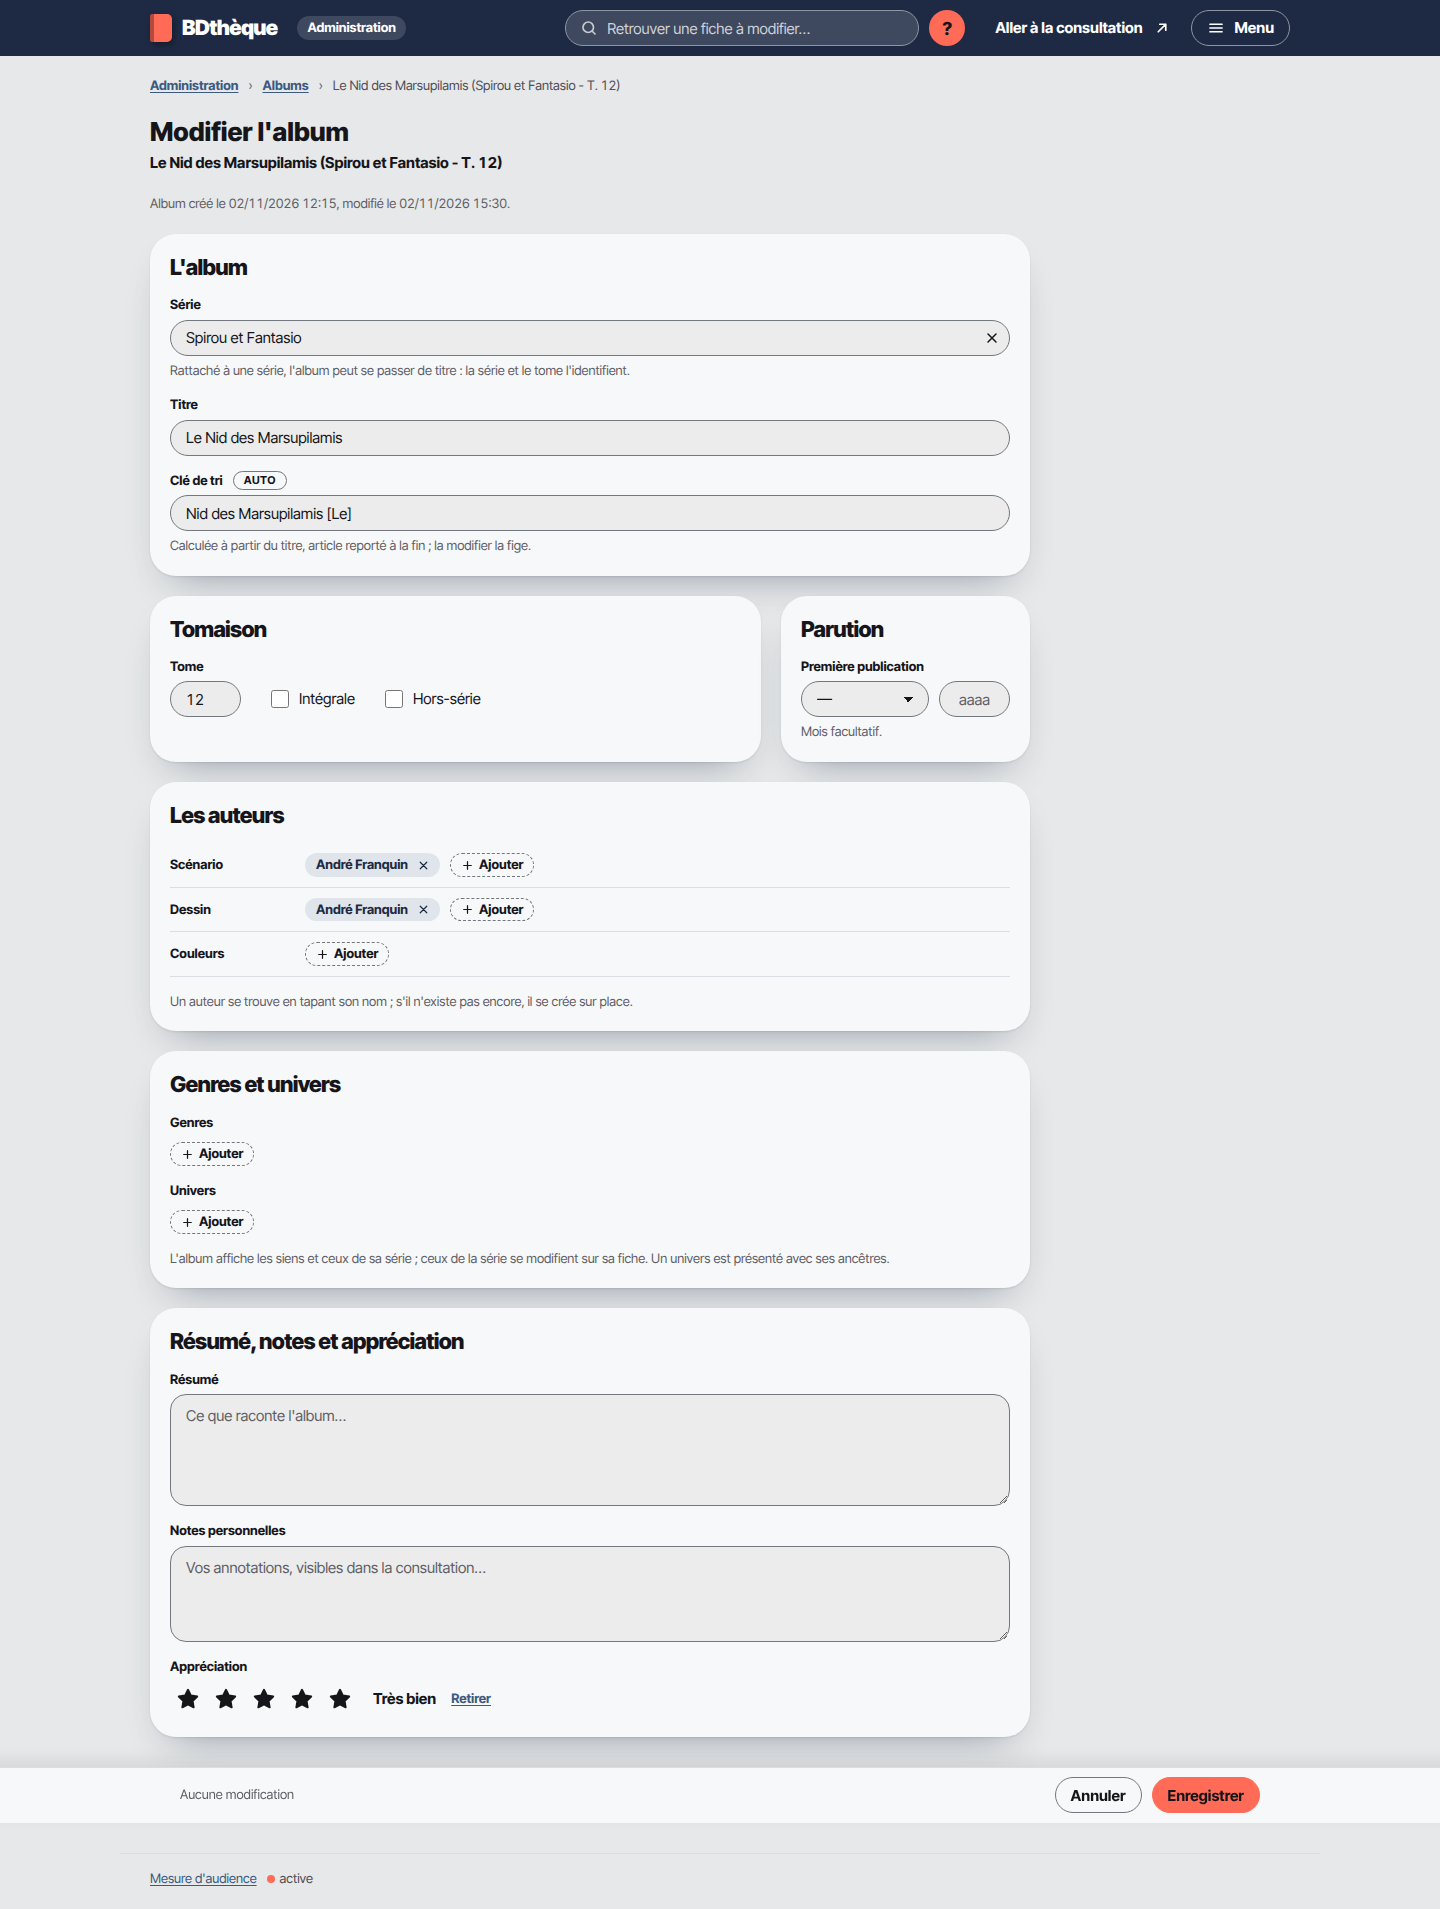 BDthèque
Administration
Retrouver une fiche à modifier...
?
Aller à la consultation
Menu
Administration › Albums › Le Nid des Marsupilamis (Spirou et Fantasio - T. 12)
Modifier l'album
Le Nid des Marsupilamis (Spirou et Fantasio - T. 12)
Album créé le 02/11/2026 12:15, modifié le 02/11/2026 15:30.
L'album
Série
Spirou et Fantasio
Rattaché à une série, l'album peut se passer de titre : la série et le tome l'identifient.
Titre
Le Nid des Marsupilamis
Clé de tri AUTO
Nid des Marsupilamis [Le]
Calculée à partir du titre, article reporté à la fin ; la modifier la fige.
Tomaison
Tome
12
Intégrale
Hors-série
Parution
Première publication
—
aaaa
Mois facultatif.
Les auteurs
Scénario André Franquin Ajouter
Dessin André Franquin Ajouter
Couleurs Ajouter
Un auteur se trouve en tapant son nom ; s'il n'existe pas encore, il se crée sur place.
Genres et univers
Genres
Ajouter
Univers
Ajouter
L'album affiche les siens et ceux de sa série ; ceux de la série se modifient sur sa fiche. Un univers est présenté avec ses ancêtres.
Résumé, notes et appréciation
Résumé
Ce que raconte l'album...
Notes personnelles
Vos annotations, visibles dans la consultation...
Appréciation
Très bien Retirer
Aucune modification
Annuler
Enregistrer
Mesure d'audience active